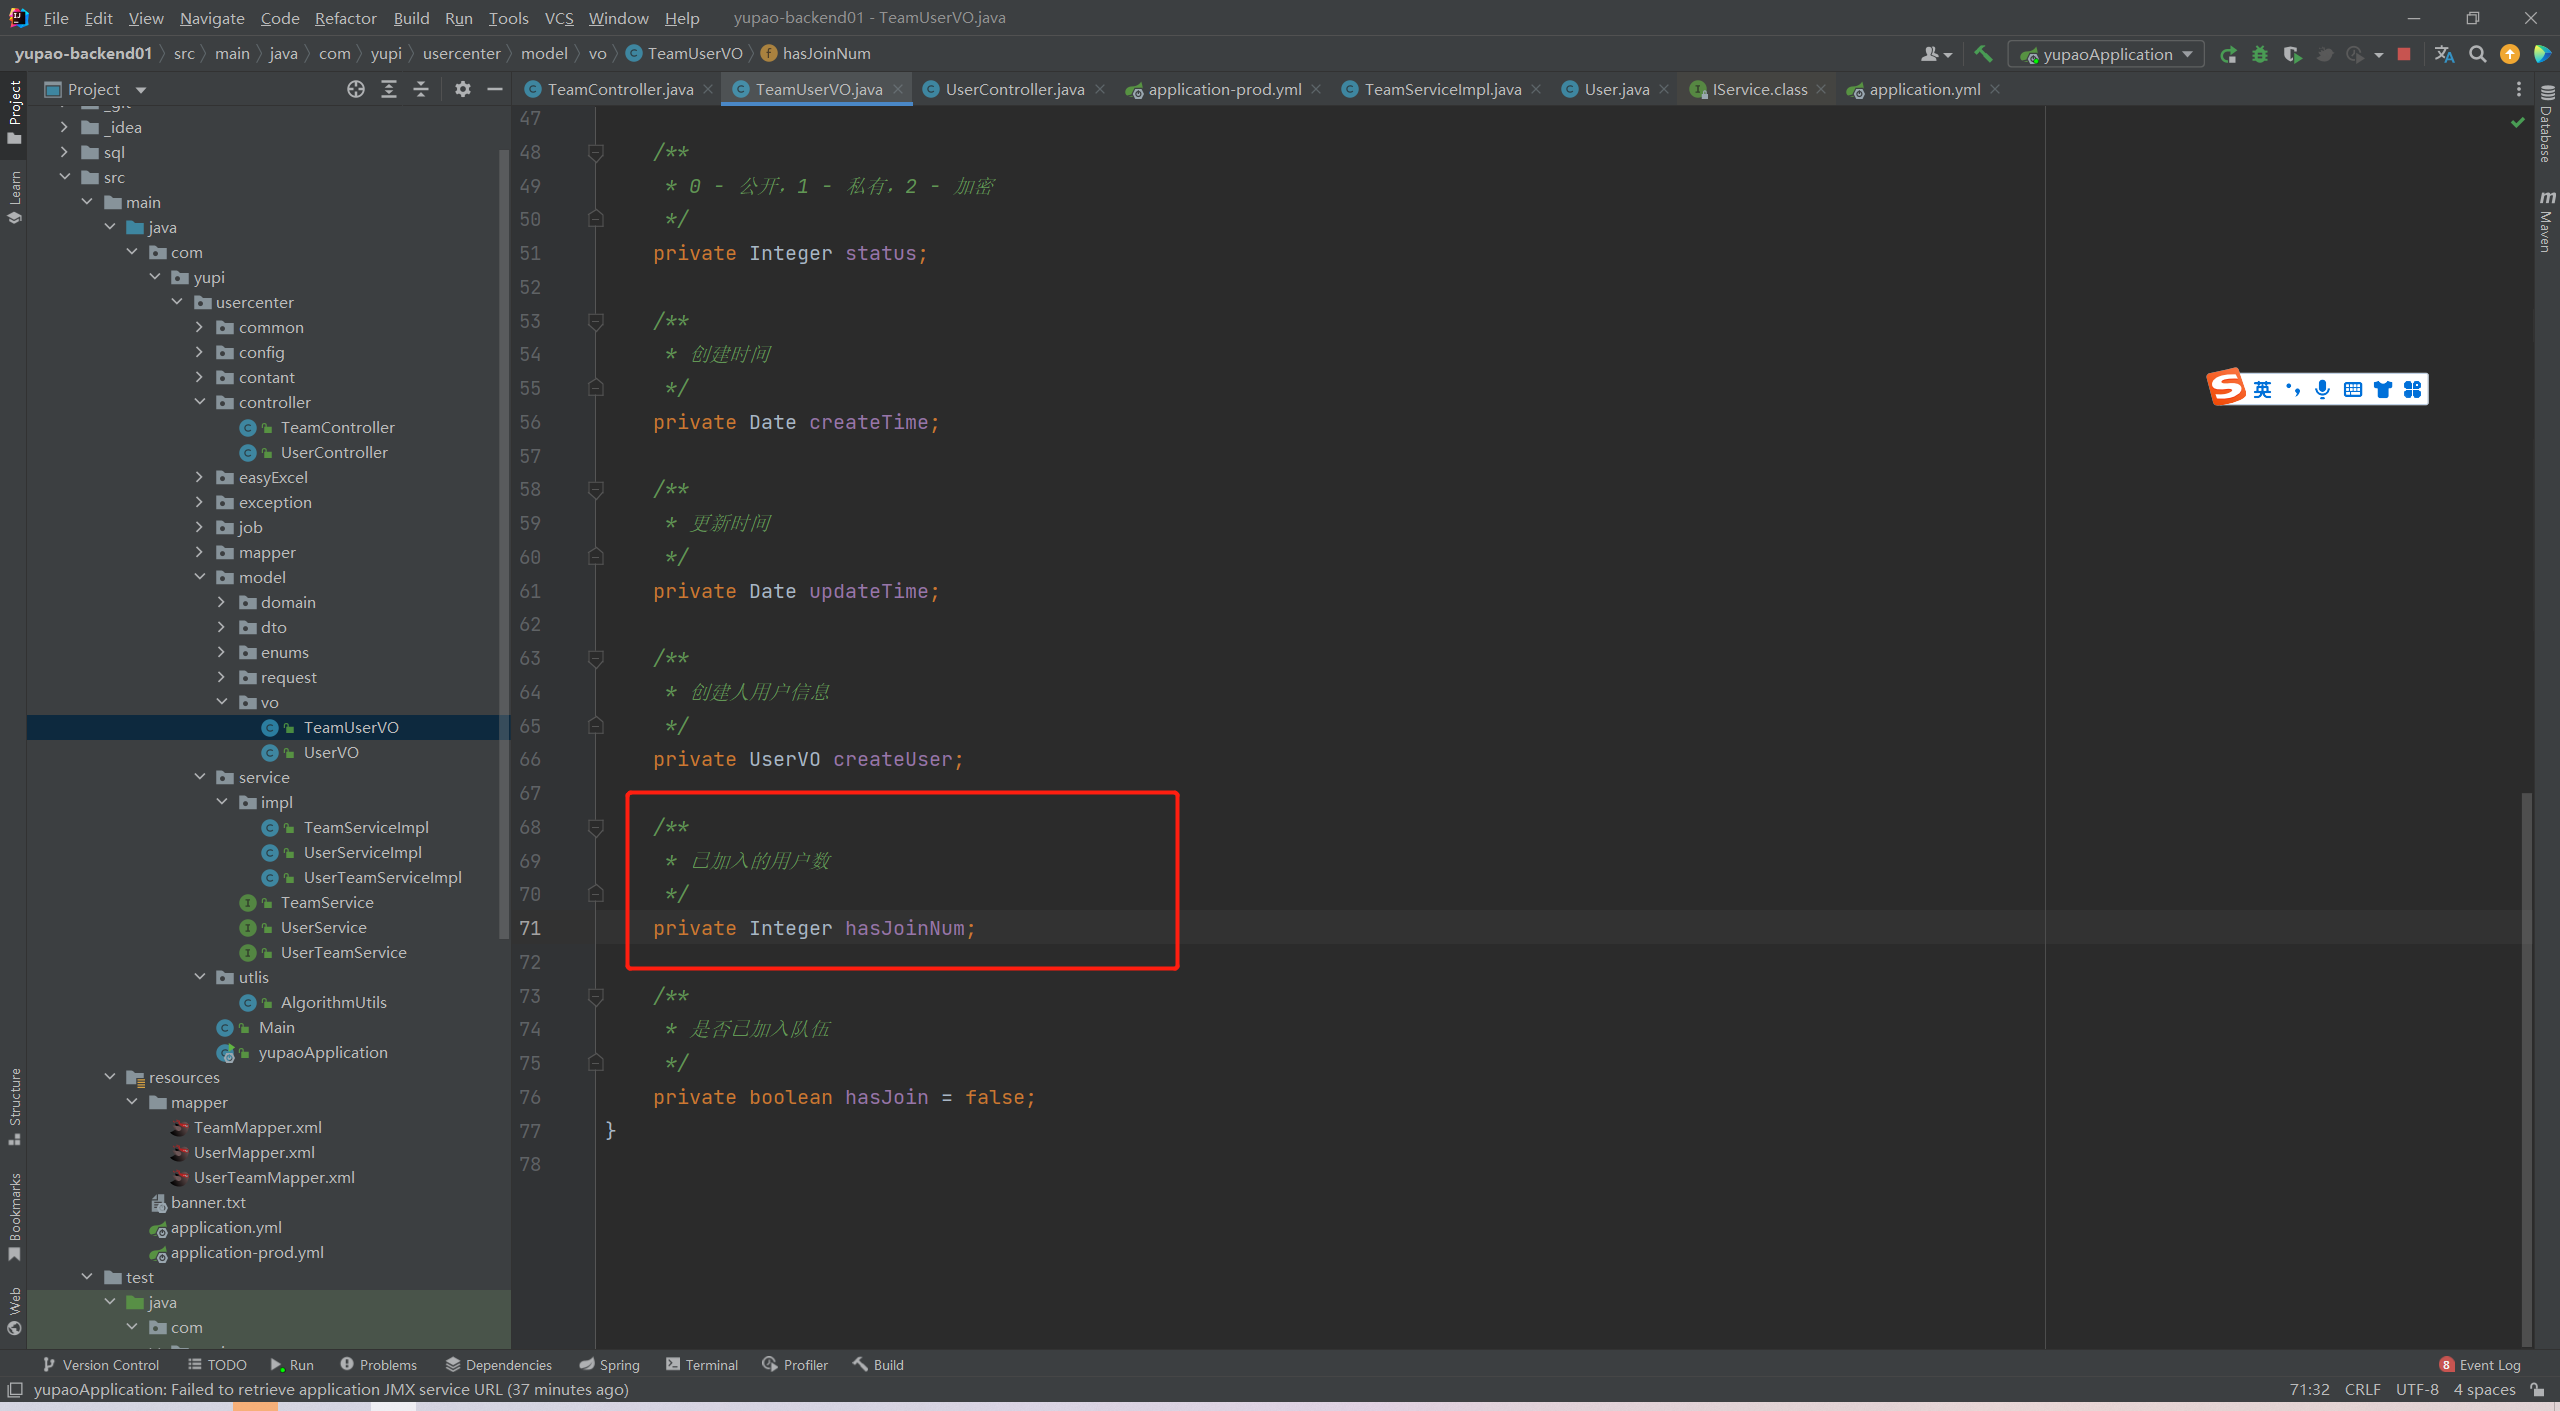 File Edit View Navigate Code Refactor Build Run Tools VCS Window Help yupao-backend01 - TeamUserVO.java
yupao-backend01 src main java com yupi usercenter model vo TeamUserVO hasJoinNum yupaoApplication
Project
TeamController.java TeamUserVO.java UserController.java application-prod.yml TeamServiceImpl.java User.java IService.class application.yml
Project
Learn
Structure
Bookmarks
Web
_git
_idea
sql
src
main
java
com
yupi
usercenter
common
config
contant
controller
TeamController
UserController
easyExcel
exception
job
mapper
model
domain
dto
enums
request
vo
TeamUserVO
UserVO
service
impl
TeamServiceImpl
UserServiceImpl
UserTeamServiceImpl
TeamService
UserService
UserTeamService
utlis
AlgorithmUtils
Main
yupaoApplication
resources
mapper
TeamMapper.xml
UserMapper.xml
UserTeamMapper.xml
banner.txt
application.yml
application-prod.yml
test
java
com
47
48 /**
49 * 0 - 公开，1 - 私有，2 - 加密
50 */
51 private Integer status;
52
53 /**
54 * 创建时间
55 */
56 private Date createTime;
57
58 /**
59 * 更新时间
60 */
61 private Date updateTime;
62
63 /**
64 * 创建人用户信息
65 */
66 private UserVO createUser;
67
68 /**
69 * 已加入的用户数
70 */
71 private Integer hasJoinNum;
72
73 /**
74 * 是否已加入队伍
75 */
76 private boolean hasJoin = false;
77 }
78
英
Database
Maven
Version Control TODO Run Problems Dependencies Spring Terminal Profiler Build 8 Event Log
yupaoApplication: Failed to retrieve application JMX service URL (37 minutes ago) 71:32 CRLF UTF-8 4 spaces